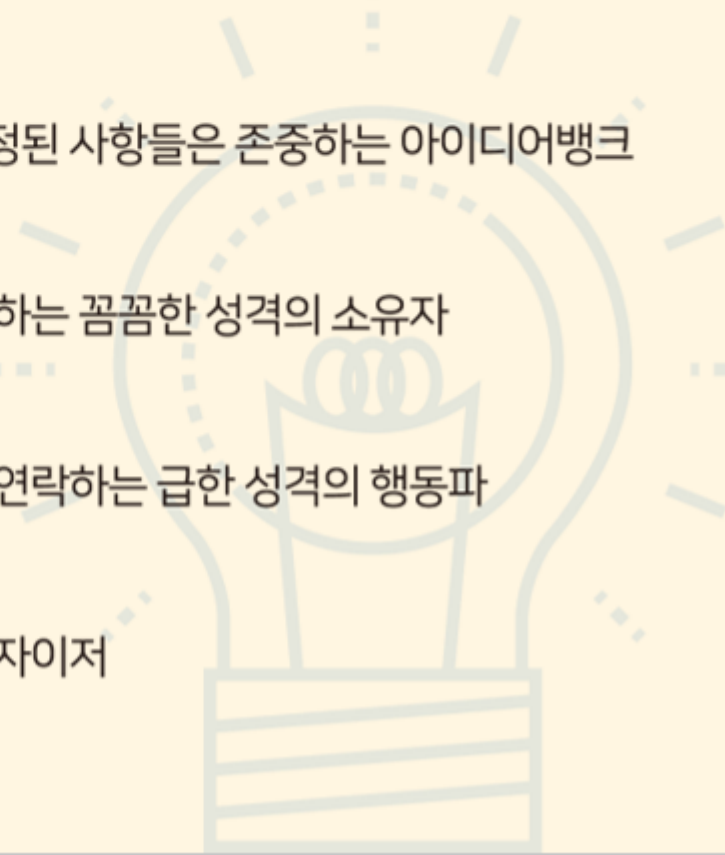 정된 사항들은 존중하는 아이디어뱅크
하는 꼼꼼한 성격의 소유자
연락하는 급한 성격의 행동파
자이저